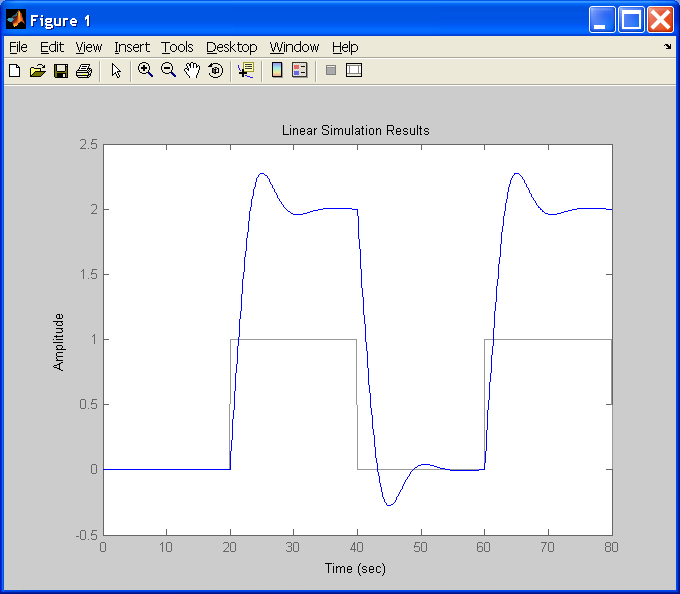 Figure 1
File Edit View Insert Tools Desktop Window Help
Linear Simulation Results
2.5
2
1.5
1
0.5
0
-0.5
Amplitude
0 10 20 30 40 50 60 70 80
Time (sec)